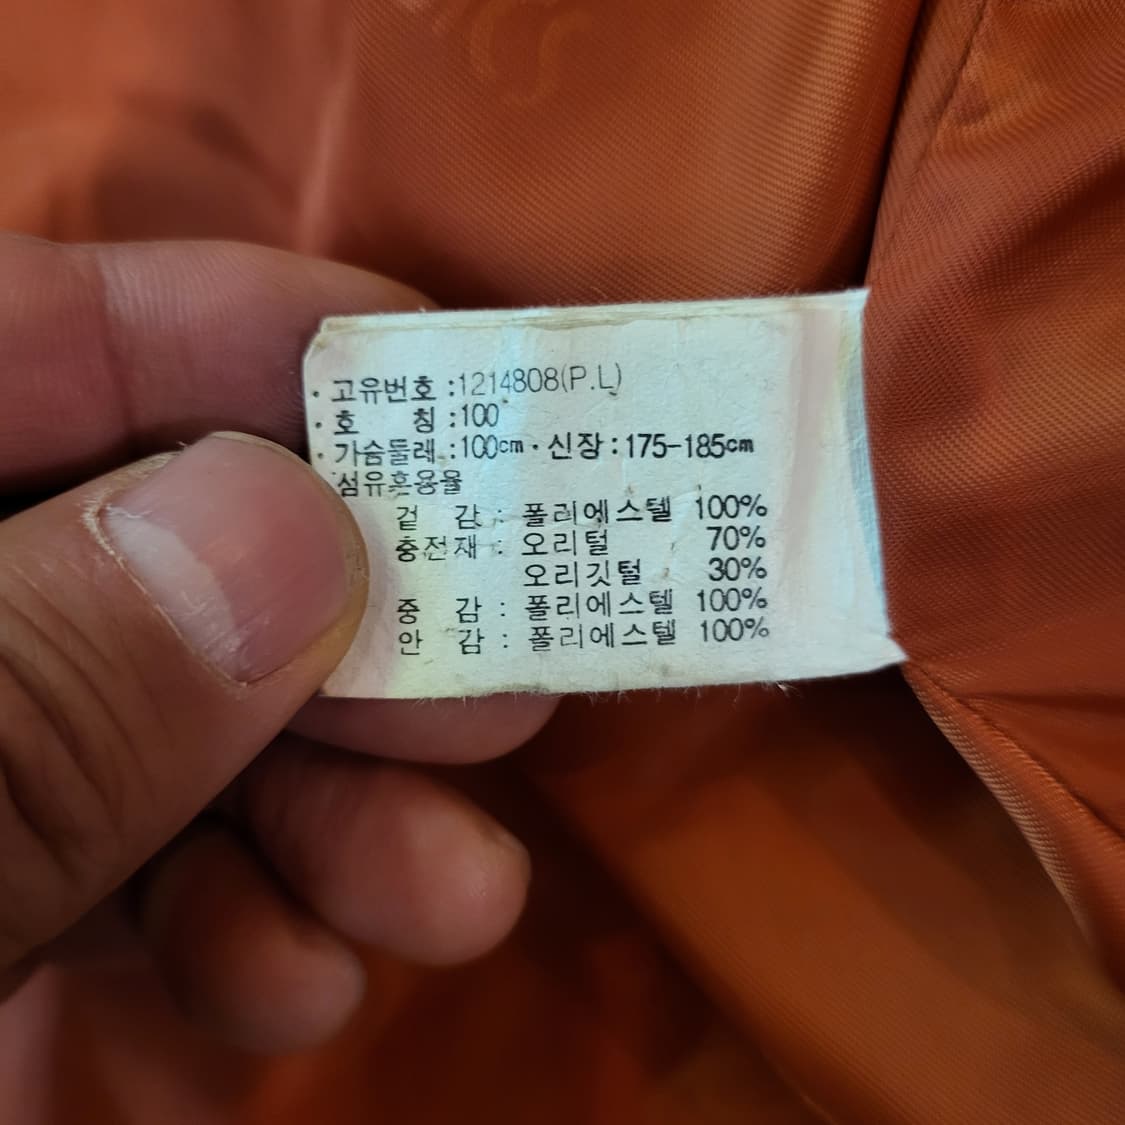 · 고유번호 :1214808(P.L)
· 호 칭 :100
· 가슴둘레 :100cm · 신장 : 175-185cm
섬유혼용율
겉 감 : 폴리에스텔 100%
충전재 : 오리털 70%
오리깃털 30%
중 감 : 폴리에스텔 100%
안 감 : 폴리에스텔 100%